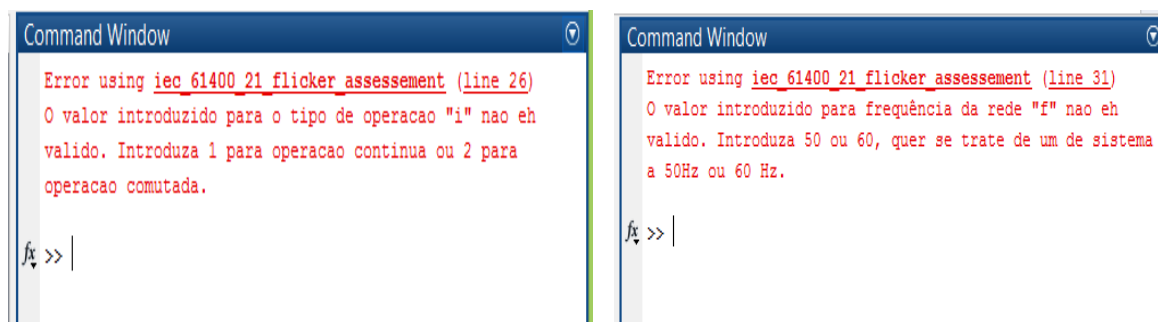 Command Window
Error using iec_61400_21_flicker_assessement (line 26)
O valor introduzido para o tipo de operacao "i" nao eh
valido. Introduza 1 para operacao continua ou 2 para
operacao comutada.
fx >>
Command Window
Error using iec_61400_21_flicker_assessement (line 31)
O valor introduzido para frequência da rede "f" nao eh
valido. Introduza 50 ou 60, quer se trate de um de sistema
a 50Hz ou 60 Hz.
fx >>